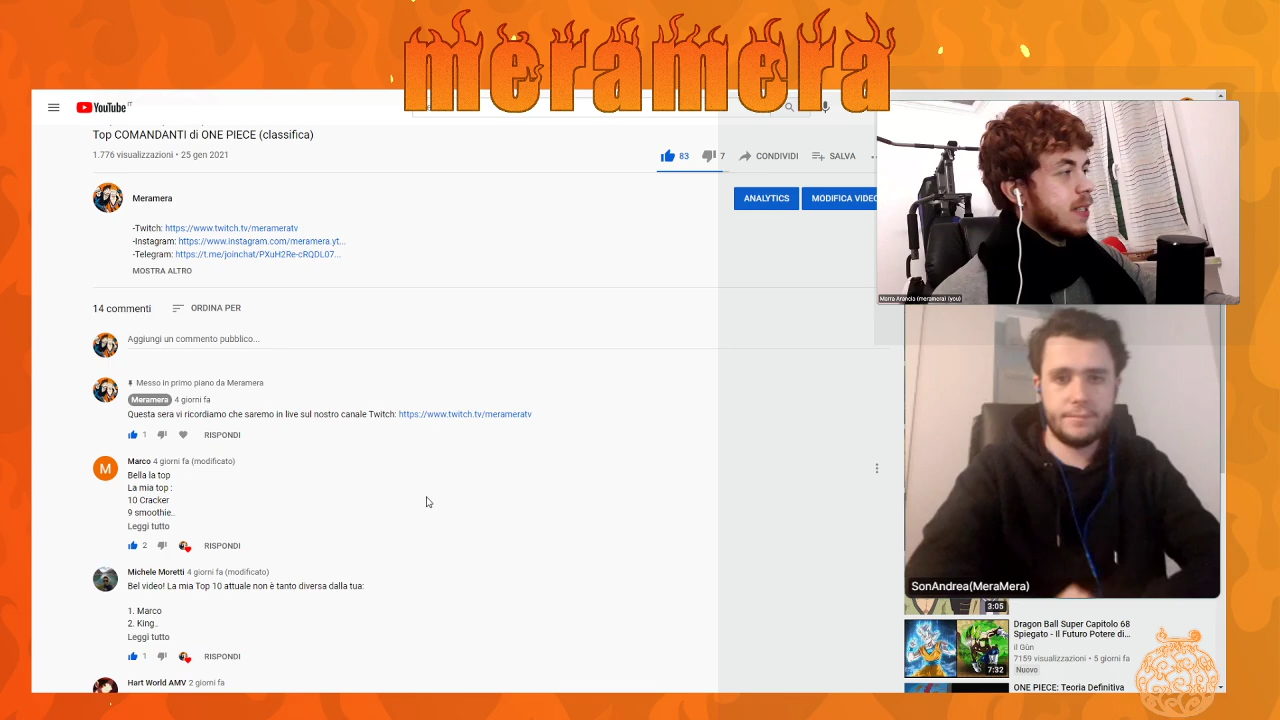 meramera
YouTube IT
Top COMANDANTI di ONE PIECE (classifica)
1.776 visualizzazioni • 25 gen 2021
83
7
CONDIVIDI
SALVA
Meramera
ANALYTICS
MODIFICA VIDEO
-Twitch: https://www.twitch.tv/merameratv
-Instagram: https://www.instagram.com/meramera.yt...
-Telegram: https://t.me/joinchat/PXuH2Re-cRQDL07...
MOSTRA ALTRO
14 commenti
ORDINA PER
Aggiungi un commento pubblico...
Messo in primo piano da Meramera
Meramera 4 giorni fa
Questa sera vi ricordiamo che saremo in live sul nostro canale Twitch: https://www.twitch.tv/merameratv
1
RISPONDI
M
Marco 4 giorni fa (modificato)
Bella la top
La mia top :
10 Cracker
9 smoothie..
Leggi tutto
2
RISPONDI
Michele Moretti 4 giorni fa (modificato)
Bel video! La mia Top 10 attuale non è tanto diversa dalla tua:
1. Marco
2. King..
Leggi tutto
1
RISPONDI
Hart World AMV 2 giorni fa
Marra Arancia (meramera) (you)
SonAndrea(MeraMera)
3:05
7:32
Dragon Ball Super Capitolo 68
Spiegato - Il Futuro Potere di...
il Gün
7159 visualizzazioni • 5 giorni fa
Nuovo
ONE PIECE: Teoria Definitiva